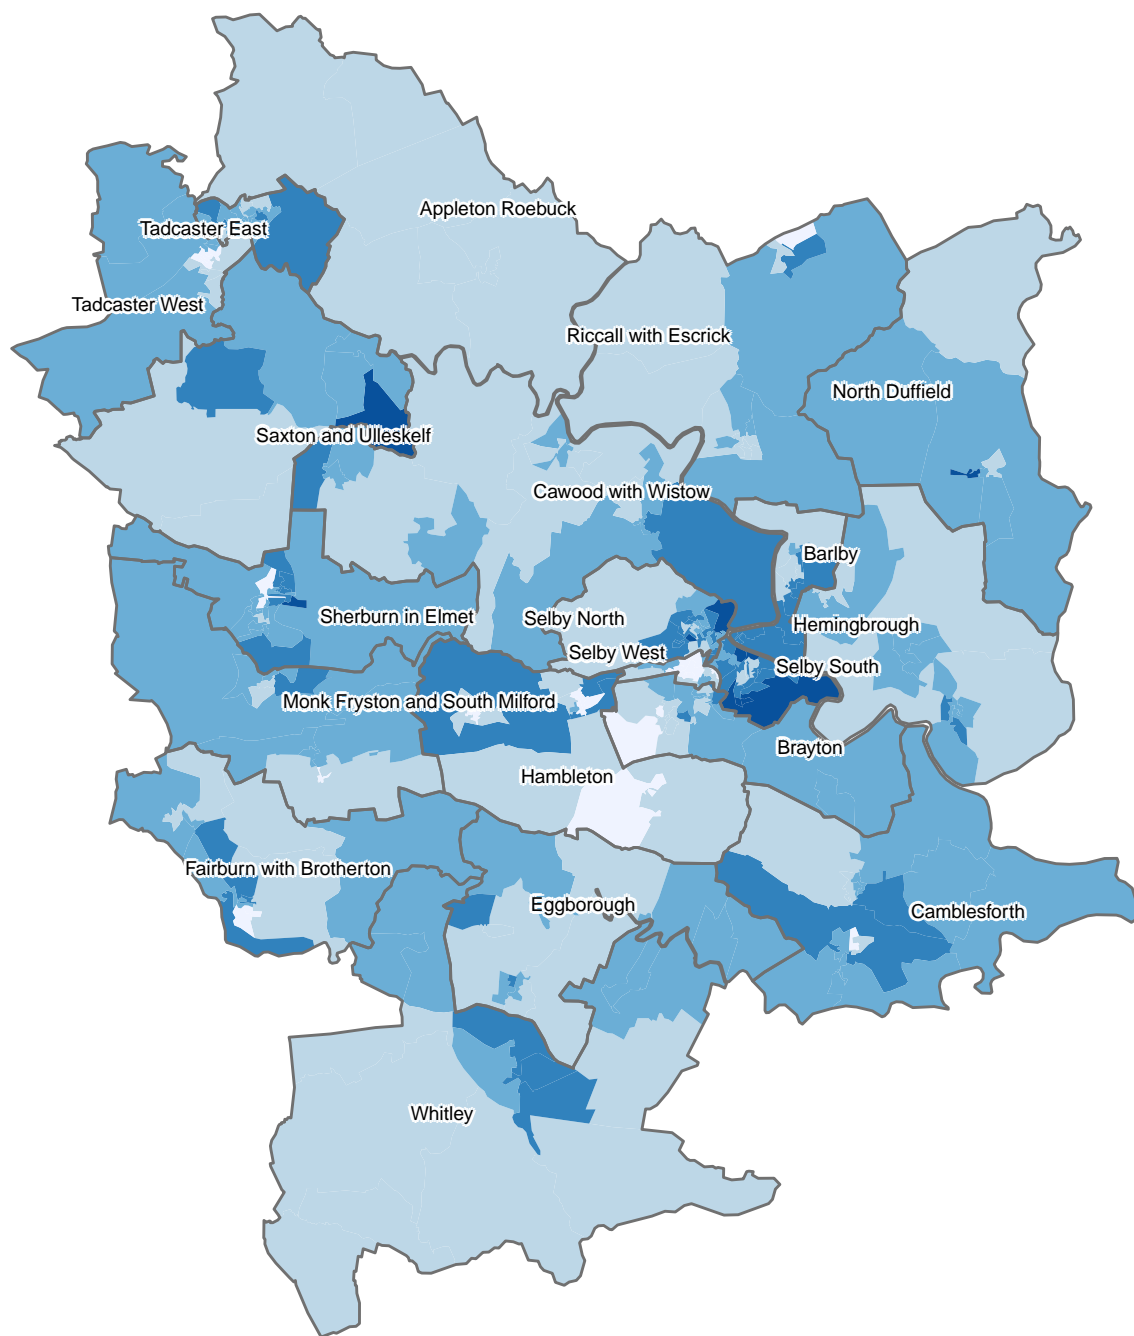 Appleton Roebuck
Tadcaster East
Tadcaster West
Riccall with Escrick
North Duffield
Saxton and Ulleskelf
Cawood with Wistow
Barlby
Sherburn in Elmet
Selby North
Hemingbrough
Selby West
Selby South
Monk Fryston and South Milford
Brayton
Hambleton
Fairburn with Brotherton
Eggborough
Camblesforth
Whitley